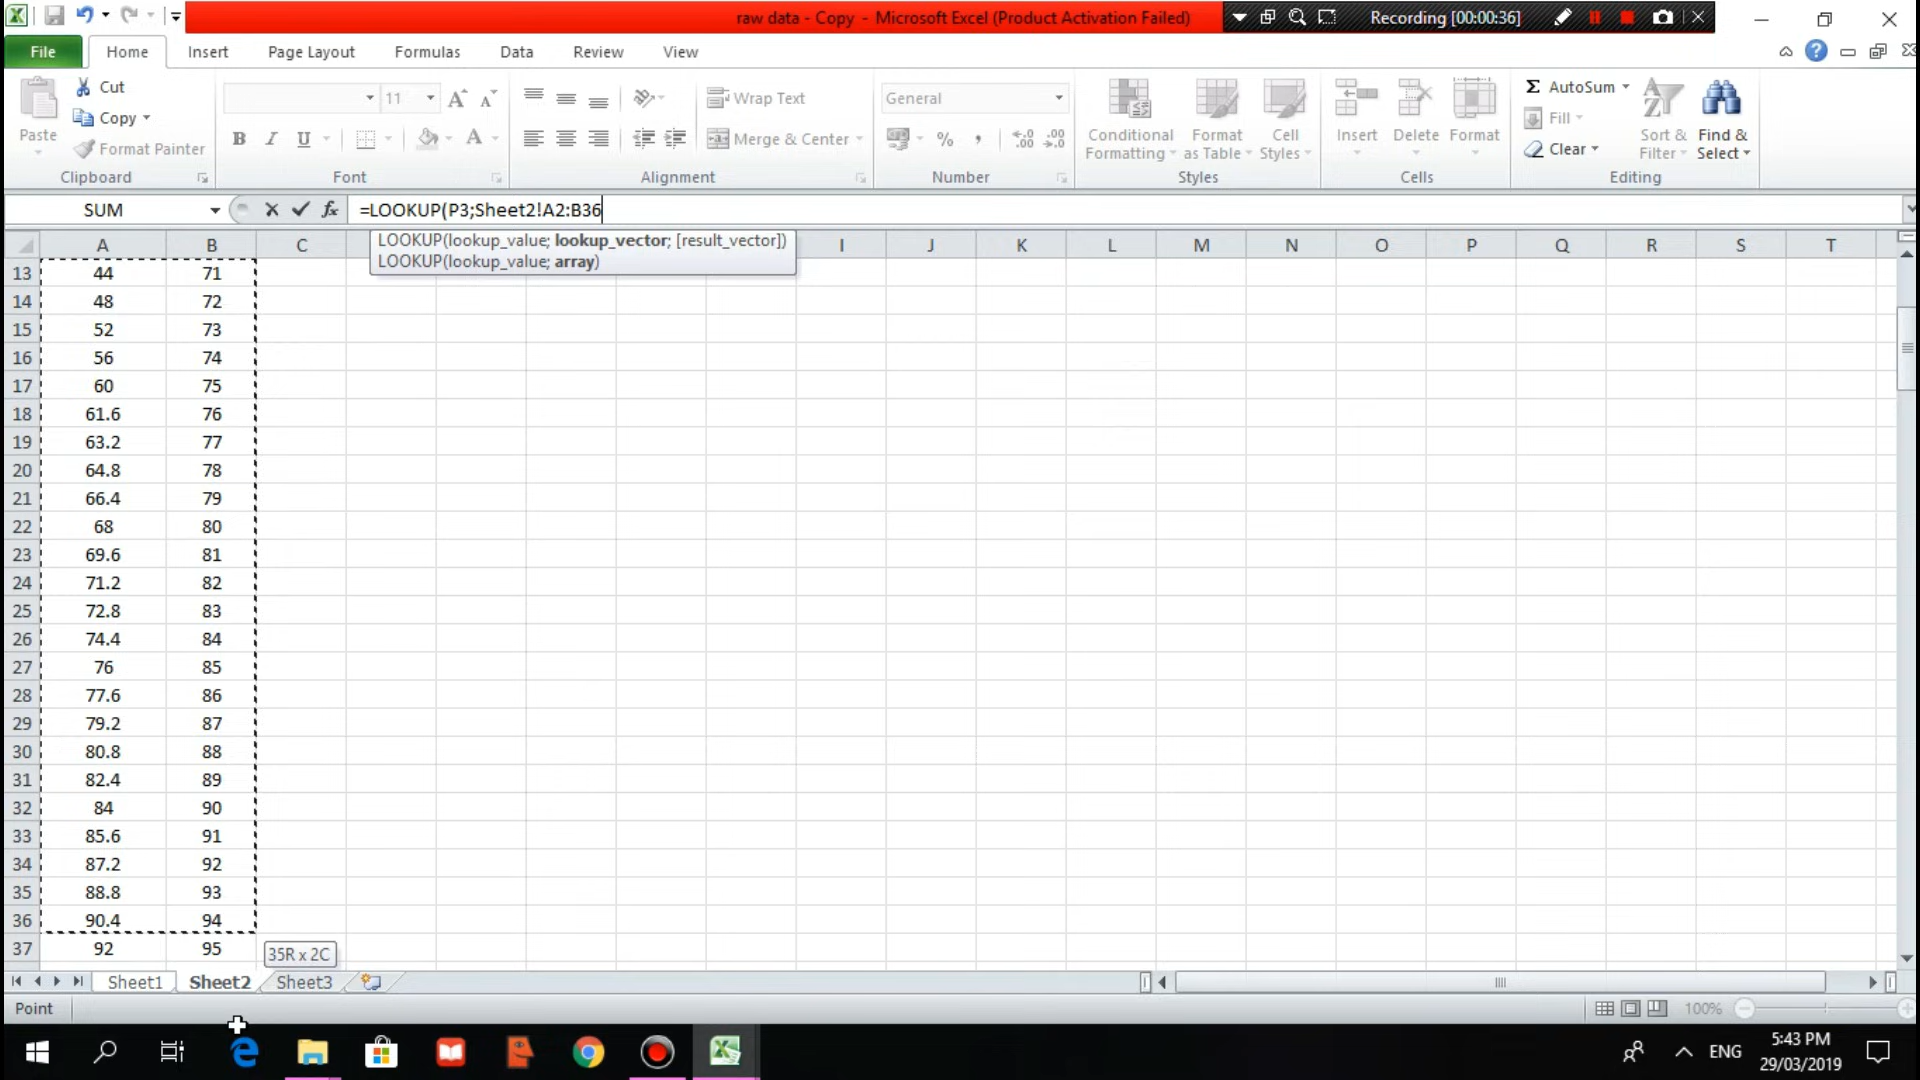 raw data - Copy - Microsoft Excel (Product Activation Failed)
Recording [00:00:36]
File Home Insert Page Layout Formulas Data Review View
Paste
Cut
Copy
Format Painter
Clipboard
11
B I U
A
Font
Wrap Text
Merge & Center
Alignment
General
%
Number
Conditional Formatting
Format as Table
Cell Styles
Styles
Insert Delete Format
Cells
Σ AutoSum
Fill
Clear
Sort & Filter
Find & Select
Editing
SUM fx =LOOKUP(P3;Sheet2!A2:B36
LOOKUP(lookup_value; lookup_vector; [result_vector])
LOOKUP(lookup_value; array)
A B C I J K L M N O P Q R S T
13 44 71
14 48 72
15 52 73
16 56 74
17 60 75
18 61.6 76
19 63.2 77
20 64.8 78
21 66.4 79
22 68 80
23 69.6 81
24 71.2 82
25 72.8 83
26 74.4 84
27 76 85
28 77.6 86
29 79.2 87
30 80.8 88
31 82.4 89
32 84 90
33 85.6 91
34 87.2 92
35 88.8 93
36 90.4 94
37 92 95
35R x 2C
Sheet1 Sheet2 Sheet3
Point
100%
ENG
5:43 PM
29/03/2019